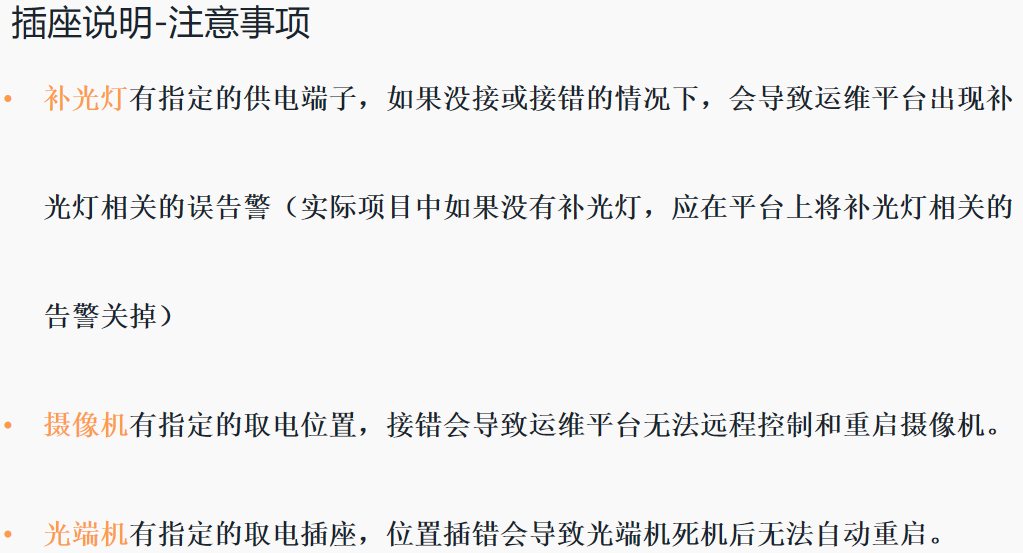 插座说明-注意事项
• 补光灯有指定的供电端子，如果没接或接错的情况下，会导致运维平台出现补
光灯相关的误告警（实际项目中如果没有补光灯，应在平台上将补光灯相关的
告警关掉）
• 摄像机有指定的取电位置，接错会导致运维平台无法远程控制和重启摄像机。
• 光端机有指定的取电插座，位置插错会导致光端机死机后无法自动重启。